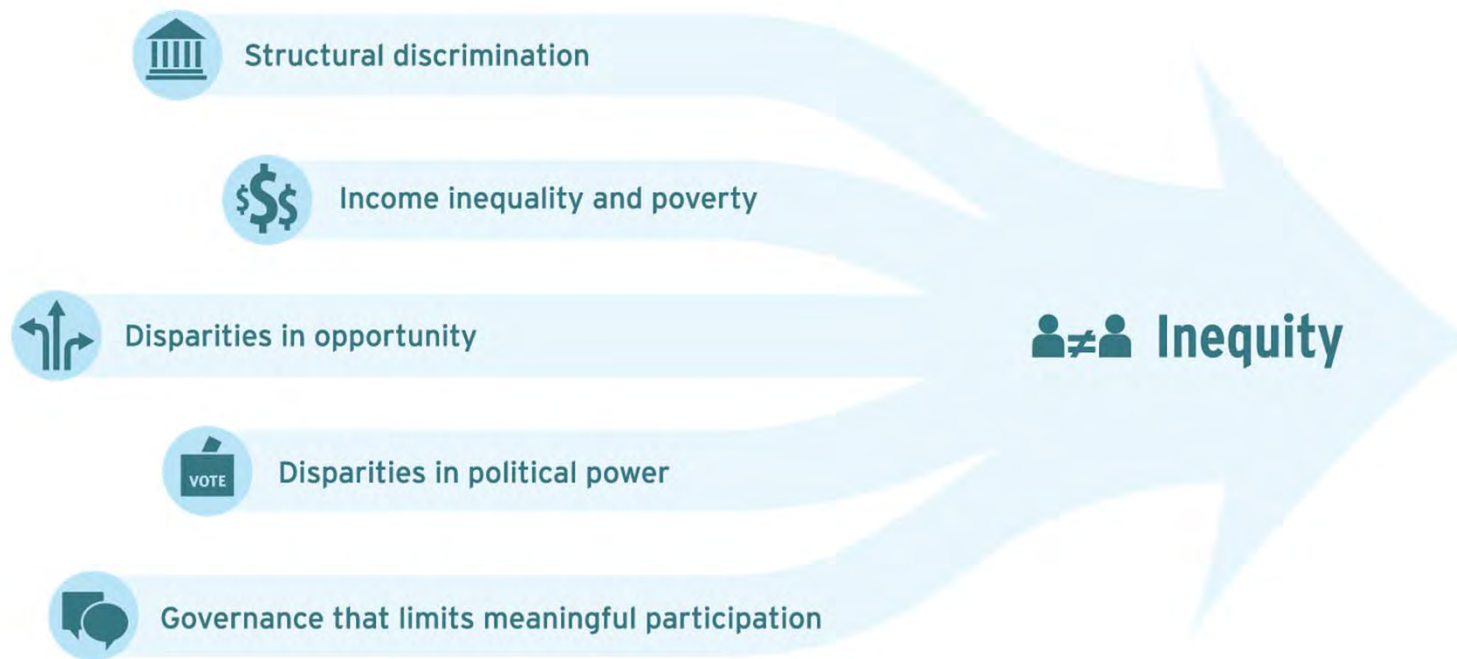 Structural discrimination
Income inequality and poverty
Disparities in opportunity
Inequity
VOTE
Disparities in political power
Governance that limits meaningful participation